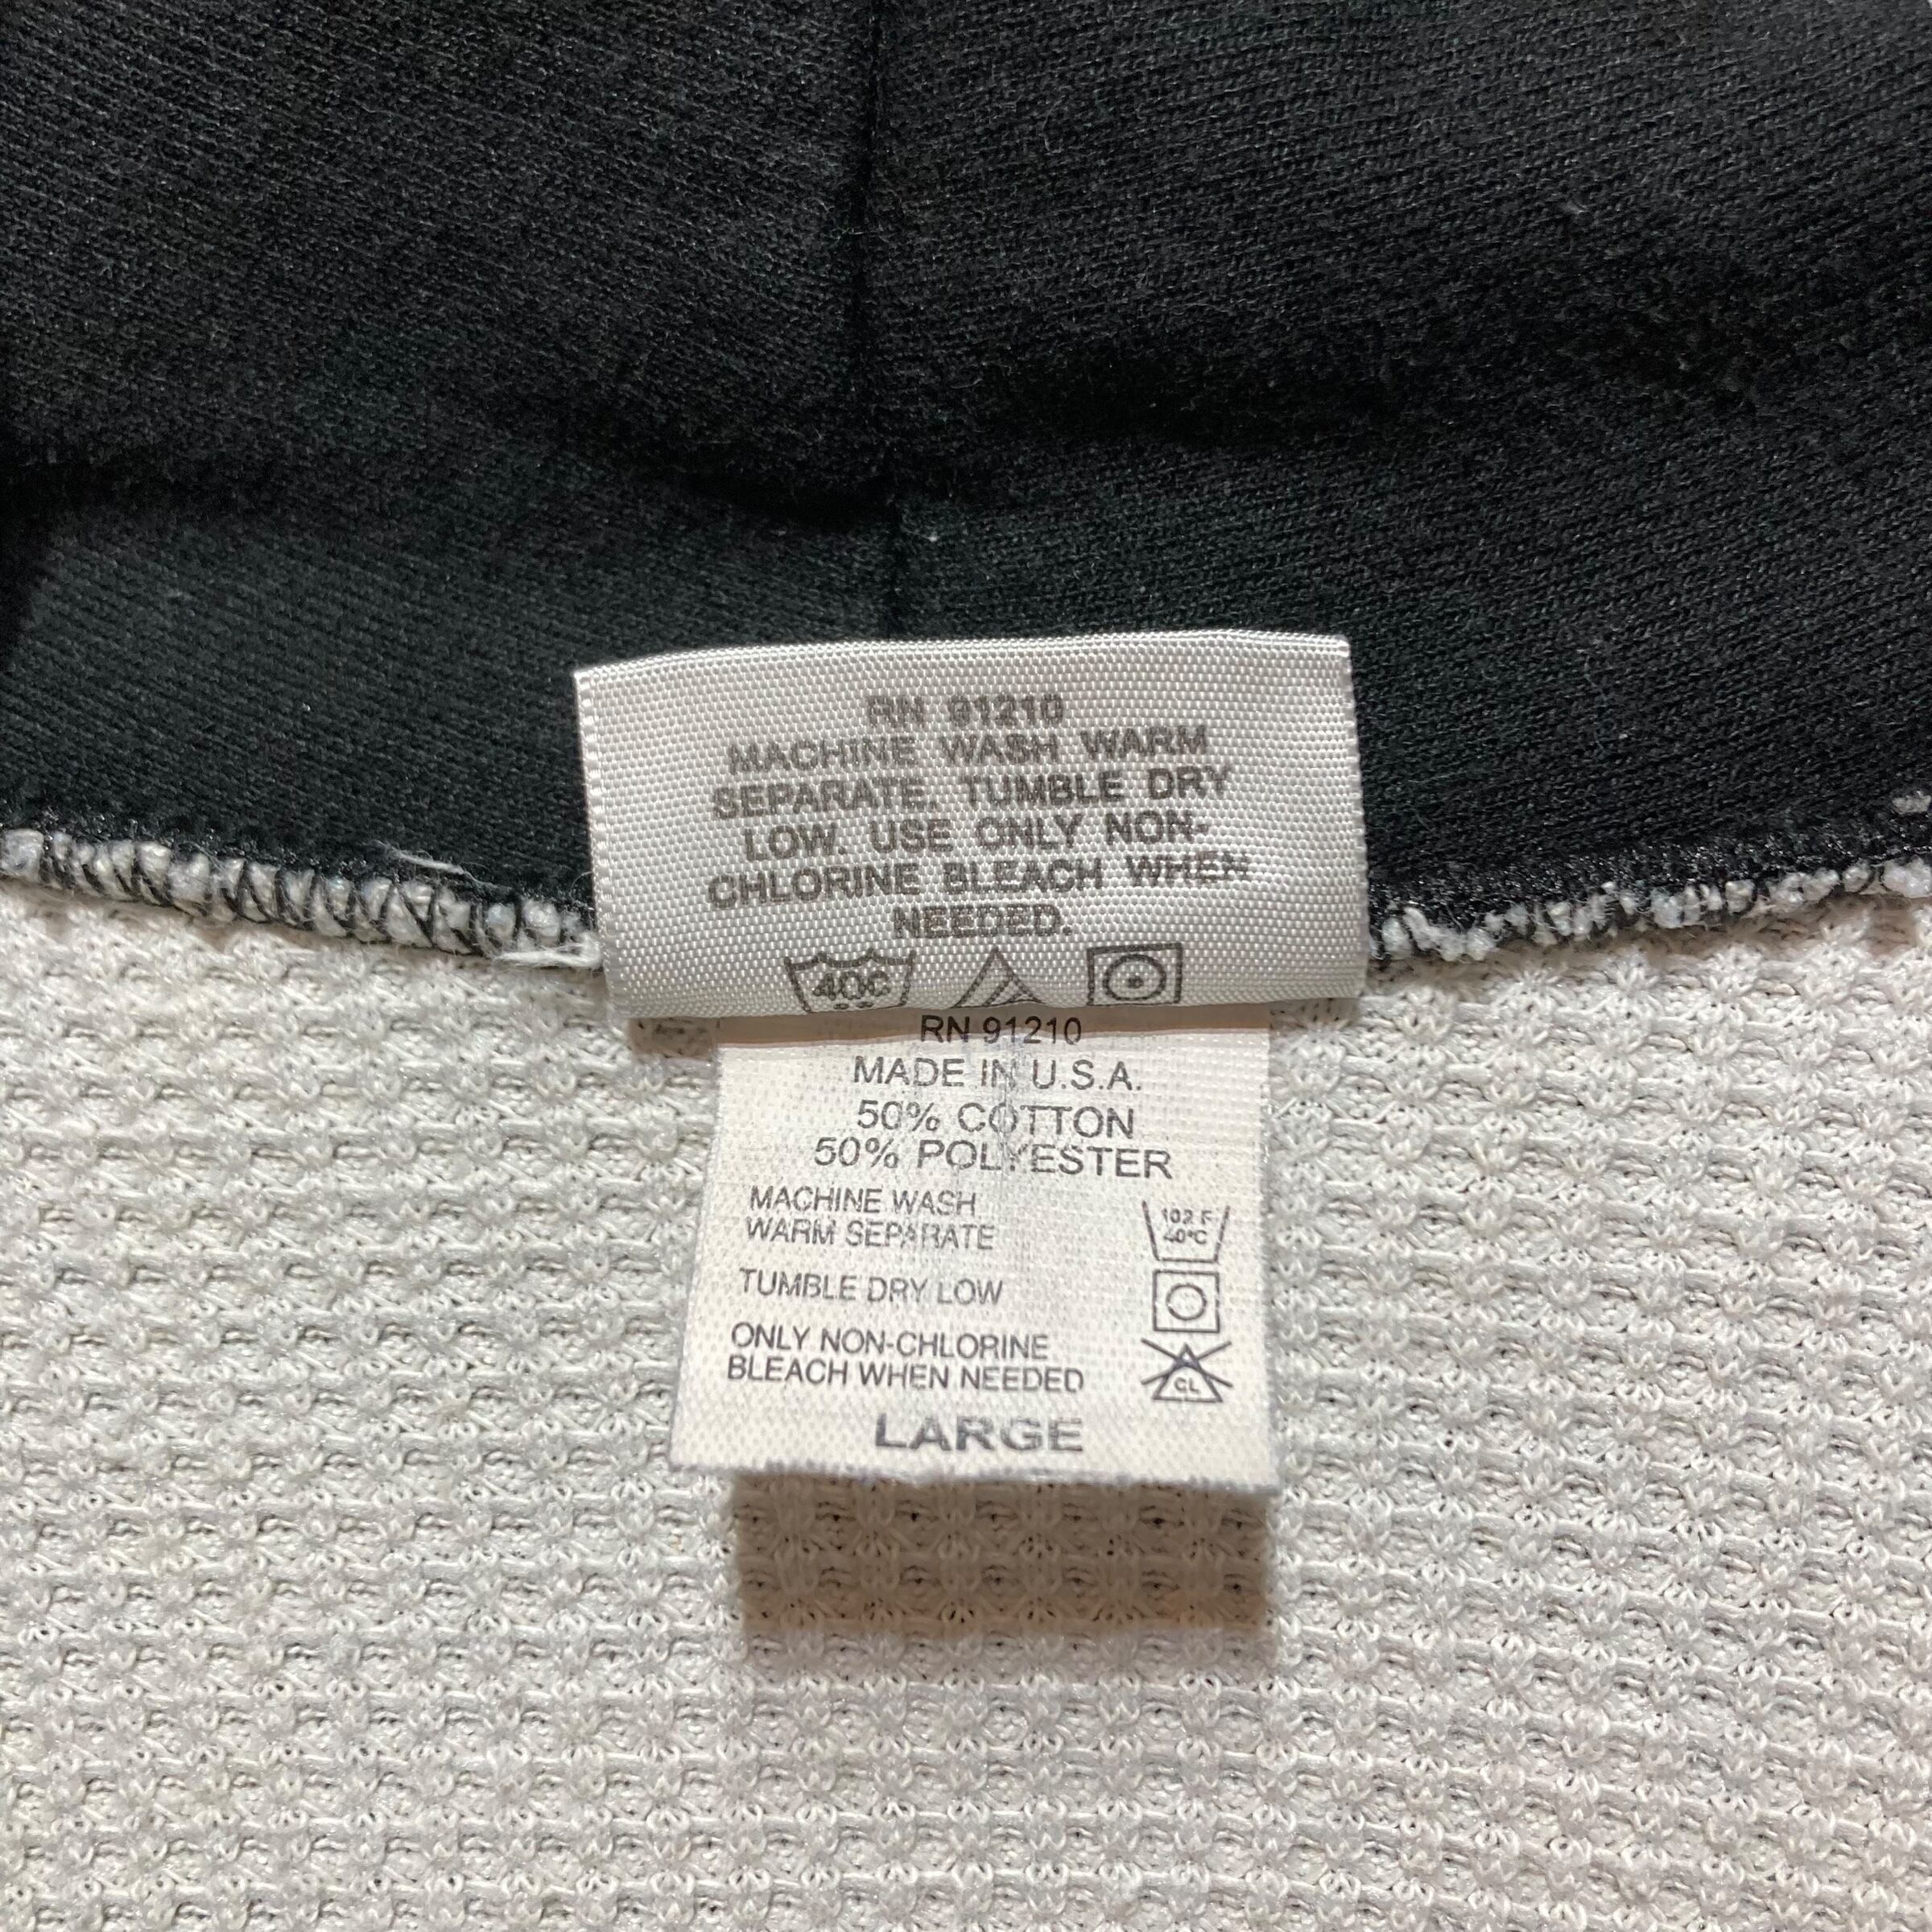 RN 91210
MACHINE WASH WARM
SEPARATE. TUMBLE DRY
LOW. USE ONLY NON-
CHLORINE BLEACH WHEN
NEEDED.
40C
RN 91210
MADE IN U.S.A.
50% COTTON
50% POLYESTER
MACHINE WASH
WARM SEPARATE
102 F
40°C
TUMBLE DRY LOW
ONLY NON-CHLORINE
BLEACH WHEN NEEDED
CL
LARGE